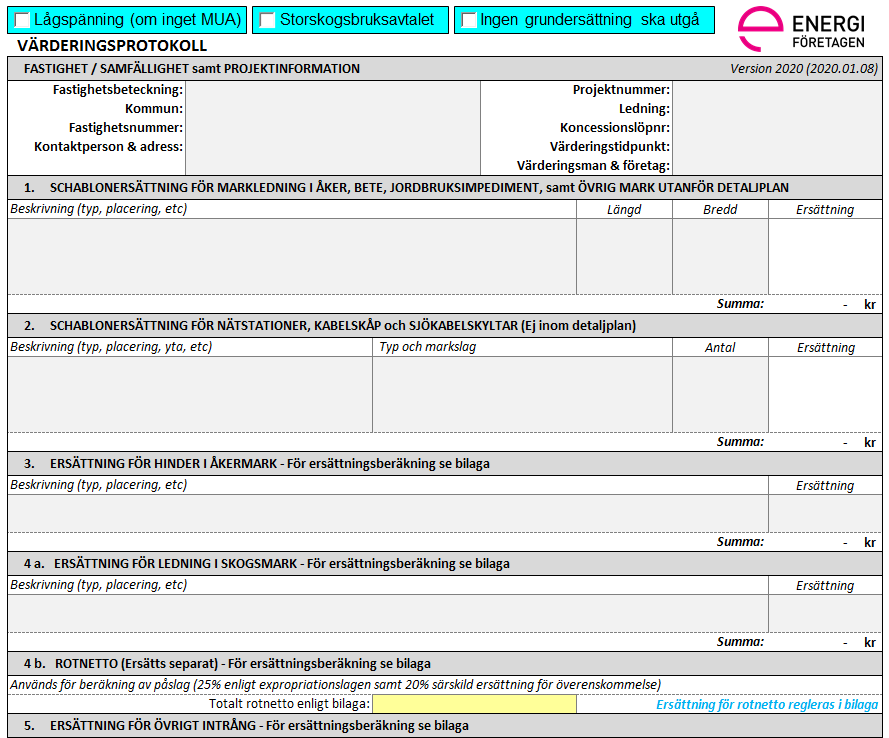 Lågspänning (om inget MUA) Storskogsbruksavtalet Ingen grundersättning ska utgå
ENERGI
FÖRETAGEN
VÄRDERINGSPROTOKOLL
FASTIGHET / SAMFÄLLIGHET samt PROJEKTINFORMATION Version 2020 (2020.01.08)
Fastighetsbeteckning: Projektnummer:
Kommun: Ledning:
Fastighetsnummer: Koncessionslöpnr:
Kontaktperson & adress: Värderingstidpunkt:
Värderingsman & företag:
1. SCHABLONERSÄTTNING FÖR MARKLEDNING I ÅKER, BETE, JORDBRUKSIMPEDIMENT, samt ÖVRIG MARK UTANFÖR DETALJPLAN
Beskrivning (typ, placering, etc) Längd Bredd Ersättning
Summa: - kr
2. SCHABLONERSÄTTNING FÖR NÄTSTATIONER, KABELSKÅP och SJÖKABELSKYLTAR (Ej inom detaljplan)
Beskrivning (typ, placering, yta, etc) Typ och markslag Antal Ersättning
Summa: - kr
3. ERSÄTTNING FÖR HINDER I ÅKERMARK - För ersättningsberäkning se bilaga
Beskrivning (typ, placering, etc) Ersättning
Summa: - kr
4 a. ERSÄTTNING FÖR LEDNING I SKOGSMARK - För ersättningsberäkning se bilaga
Beskrivning (typ, placering, etc) Ersättning
Summa: - kr
4 b. ROTNETTO (Ersätts separat) - För ersättningsberäkning se bilaga
Används för beräkning av påslag (25% enligt expropriationslagen samt 20% särskild ersättning för överenskommelse)
Totalt rotnetto enligt bilaga: Ersättning för rotnetto regleras i bilaga
5. ERSÄTTNING FÖR ÖVRIGT INTRÅNG - För ersättningsberäkning se bilaga